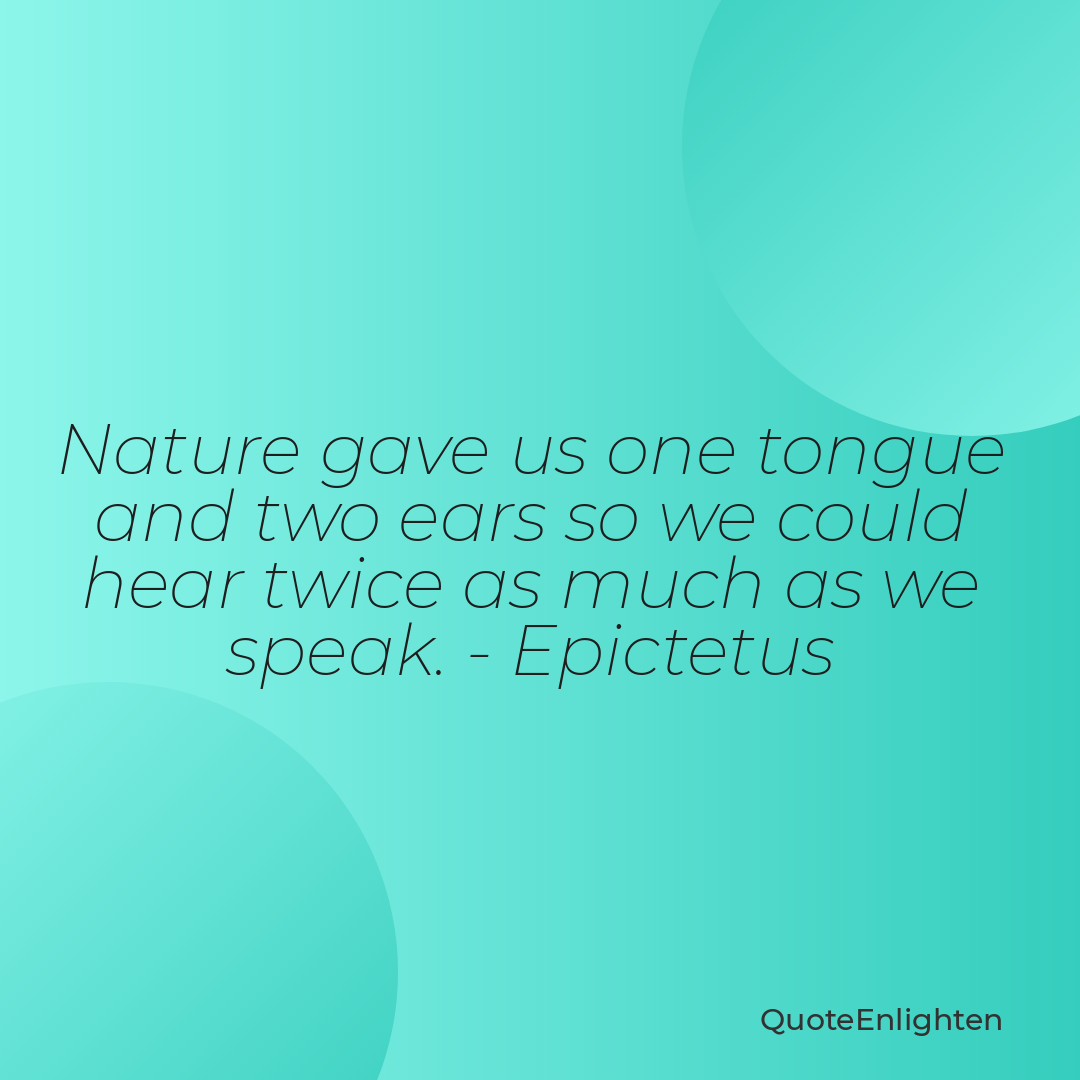 Nature gave us one tongue
and two ears so we could
hear twice as much as we
speak. - Epictetus
QuoteEnlighten